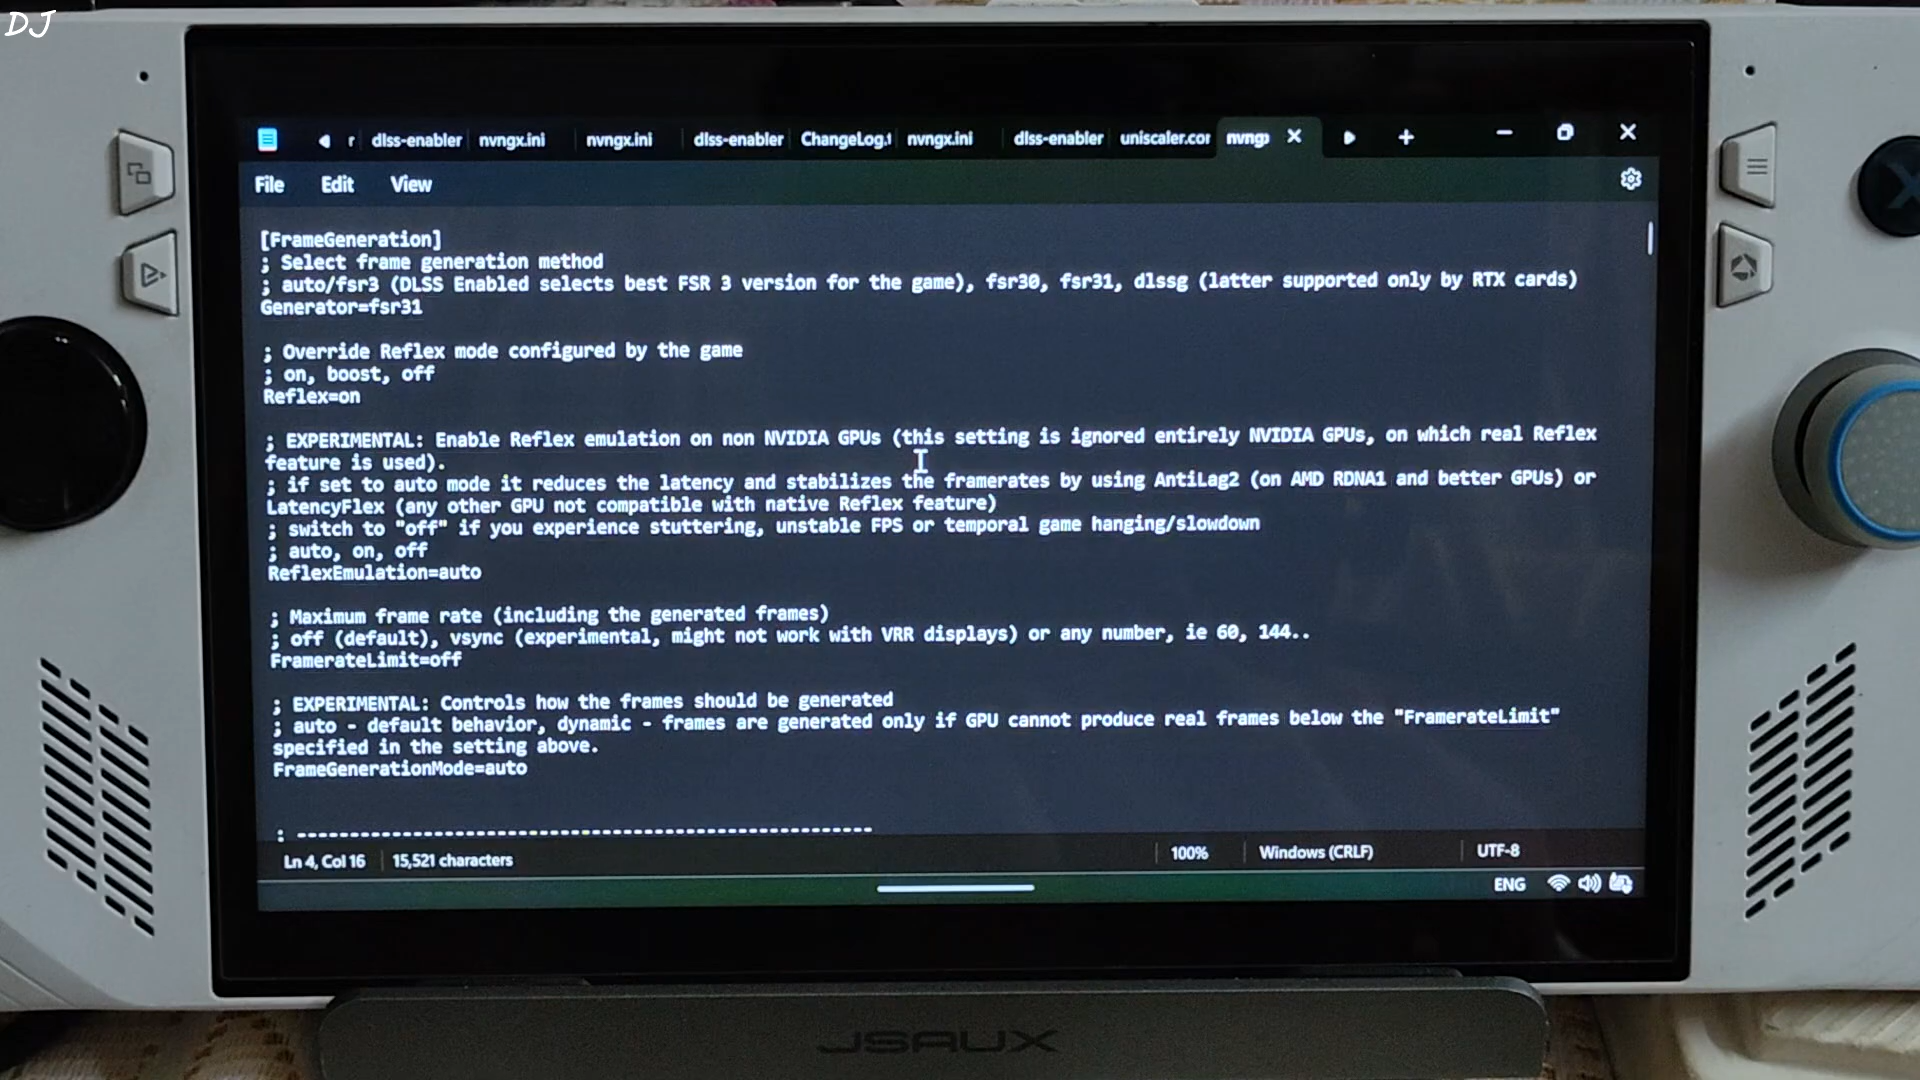 DJ
dlss-enabler nvngx.ini nvngx.ini dlss-enabler ChangeLog.t nvngx.ini dlss-enabler uniscaler.cor nvngx
File Edit View
[FrameGeneration]
; Select frame generation method
; auto/fsr3 (DLSS Enabled selects best FSR 3 version for the game), fsr30, fsr31, dlssg (latter supported only by RTX cards)
Generator=fsr31
; Override Reflex mode configured by the game
; on, boost, off
Reflex=on
; EXPERIMENTAL: Enable Reflex emulation on non NVIDIA GPUs (this setting is ignored entirely NVIDIA GPUs, on which real Reflex
feature is used).
; if set to auto mode it reduces the latency and stabilizes the framerates by using AntiLag2 (on AMD RDNA1 and better GPUs) or
LatencyFlex (any other GPU not compatible with native Reflex feature)
; switch to "off" if you experience stuttering, unstable FPS or temporal game hanging/slowdown
; auto, on, off
ReflexEmulation=auto
; Maximum frame rate (including the generated frames)
; off (default), vsync (experimental, might not work with VRR displays) or any number, ie 60, 144..
FramerateLimit=off
; EXPERIMENTAL: Controls how the frames should be generated
; auto - default behavior, dynamic - frames are generated only if GPU cannot produce real frames below the "FramerateLimit"
specified in the setting above.
FrameGenerationMode=auto
; -------------------------------------------------------
Ln 4, Col 16 15,521 characters 100% Windows (CRLF) UTF-8
ENG
JSAUX